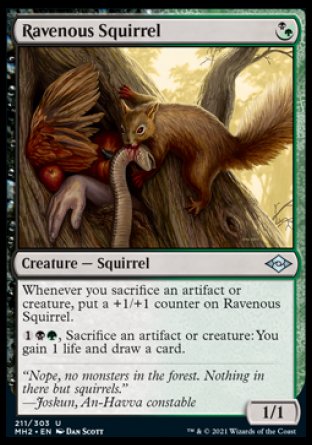 Ravenous Squirrel
Creature — Squirrel
Whenever you sacrifice an artifact or
creature, put a +1/+1 counter on Ravenous
Squirrel.
1, Sacrifice an artifact or creature: You
gain 1 life and draw a card.
"Nope, no monsters in the forest. Nothing in
there but squirrels."
—Joskun, An-Havva constable
1/1
211/303 U
MH2 • EN Dan Scott
™ & © 2021 Wizards of the Coast